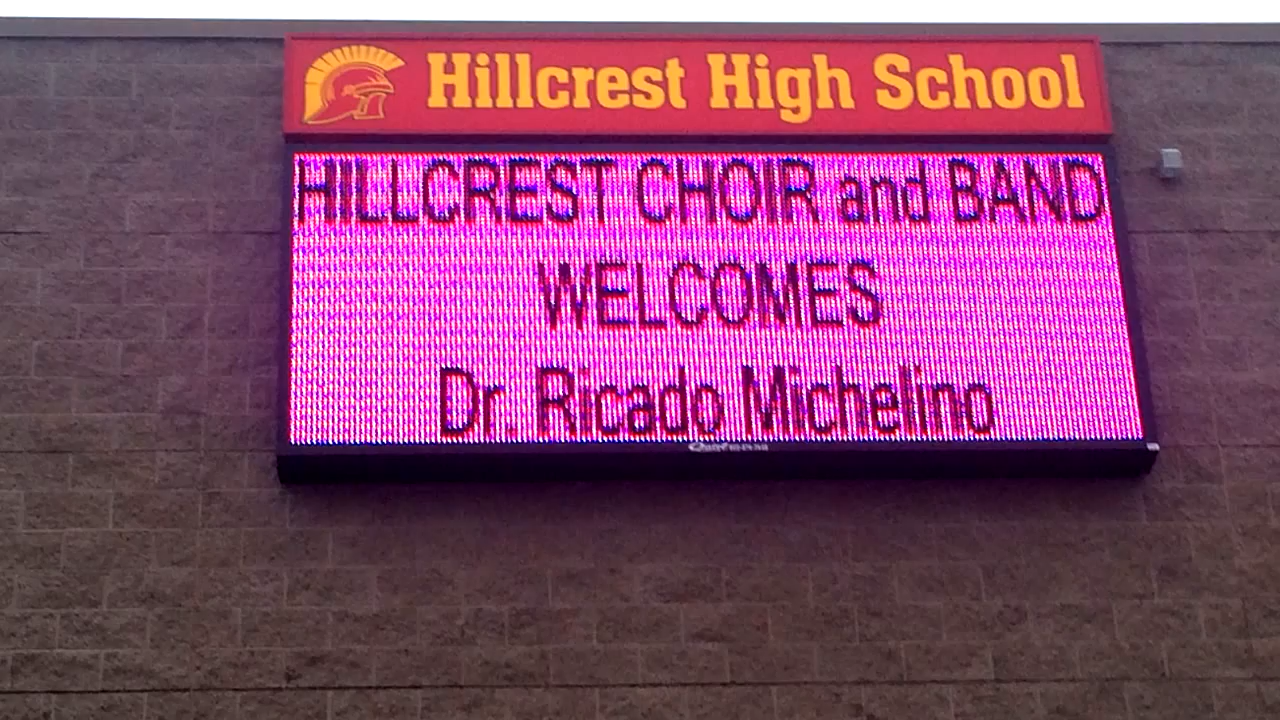 Hillcrest High School
HILLCREST CHOIR and BAND
WELCOMES
Dr. Ricado Michelino